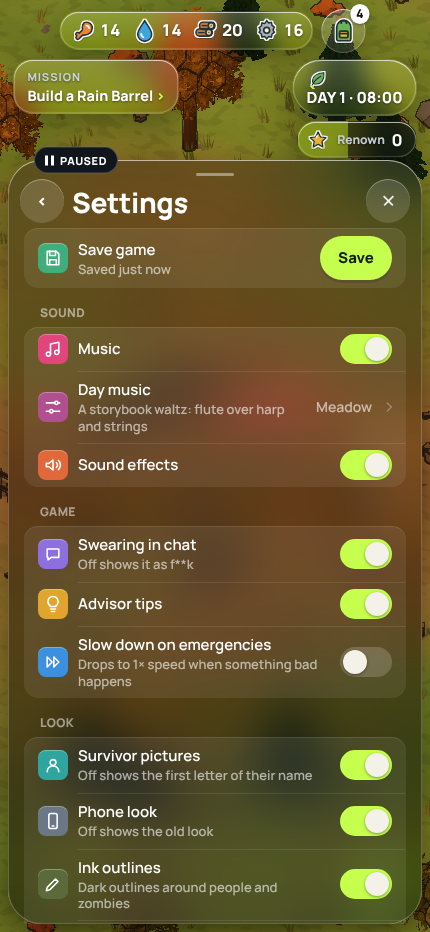 14 14 20 16 4
MISSION
Build a Rain Barrel ›
DAY 1 · 08:00
Renown 0
PAUSED
Settings
Save game
Saved just now
Save
SOUND
Music
Day music
A storybook waltz: flute over harp
and strings
Meadow
Sound effects
GAME
Swearing in chat
Off shows it as f**k
Advisor tips
Slow down on emergencies
Drops to 1× speed when something bad
happens
LOOK
Survivor pictures
Off shows the first letter of their name
Phone look
Off shows the old look
Ink outlines
Dark outlines around people and
zombies